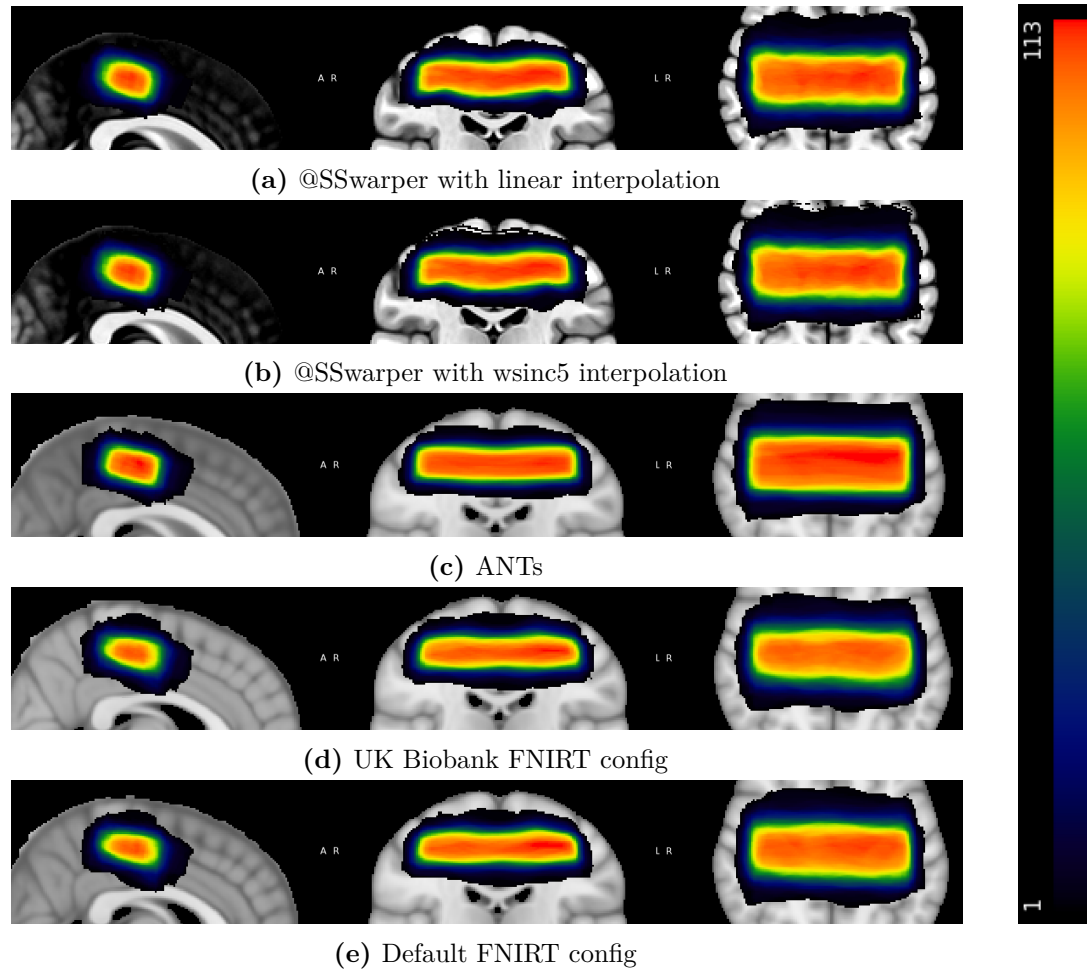 A R
L R
113
(a) @SSwarper with linear interpolation
A R
L R
(b) @SSwarper with wsinc5 interpolation
A R
L R
(c) ANTs
A R
L R
(d) UK Biobank FNIRT config
A R
L R
(e) Default FNIRT config
1